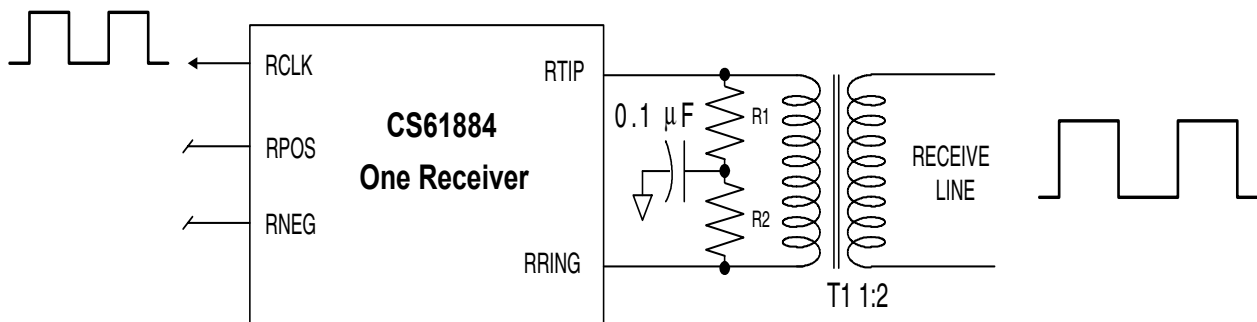 RCLK
RPOS
RNEG
CS61884
One Receiver
RTIP
RRING
0.1 μF
R1
R2
T1 1:2
RECEIVE
LINE